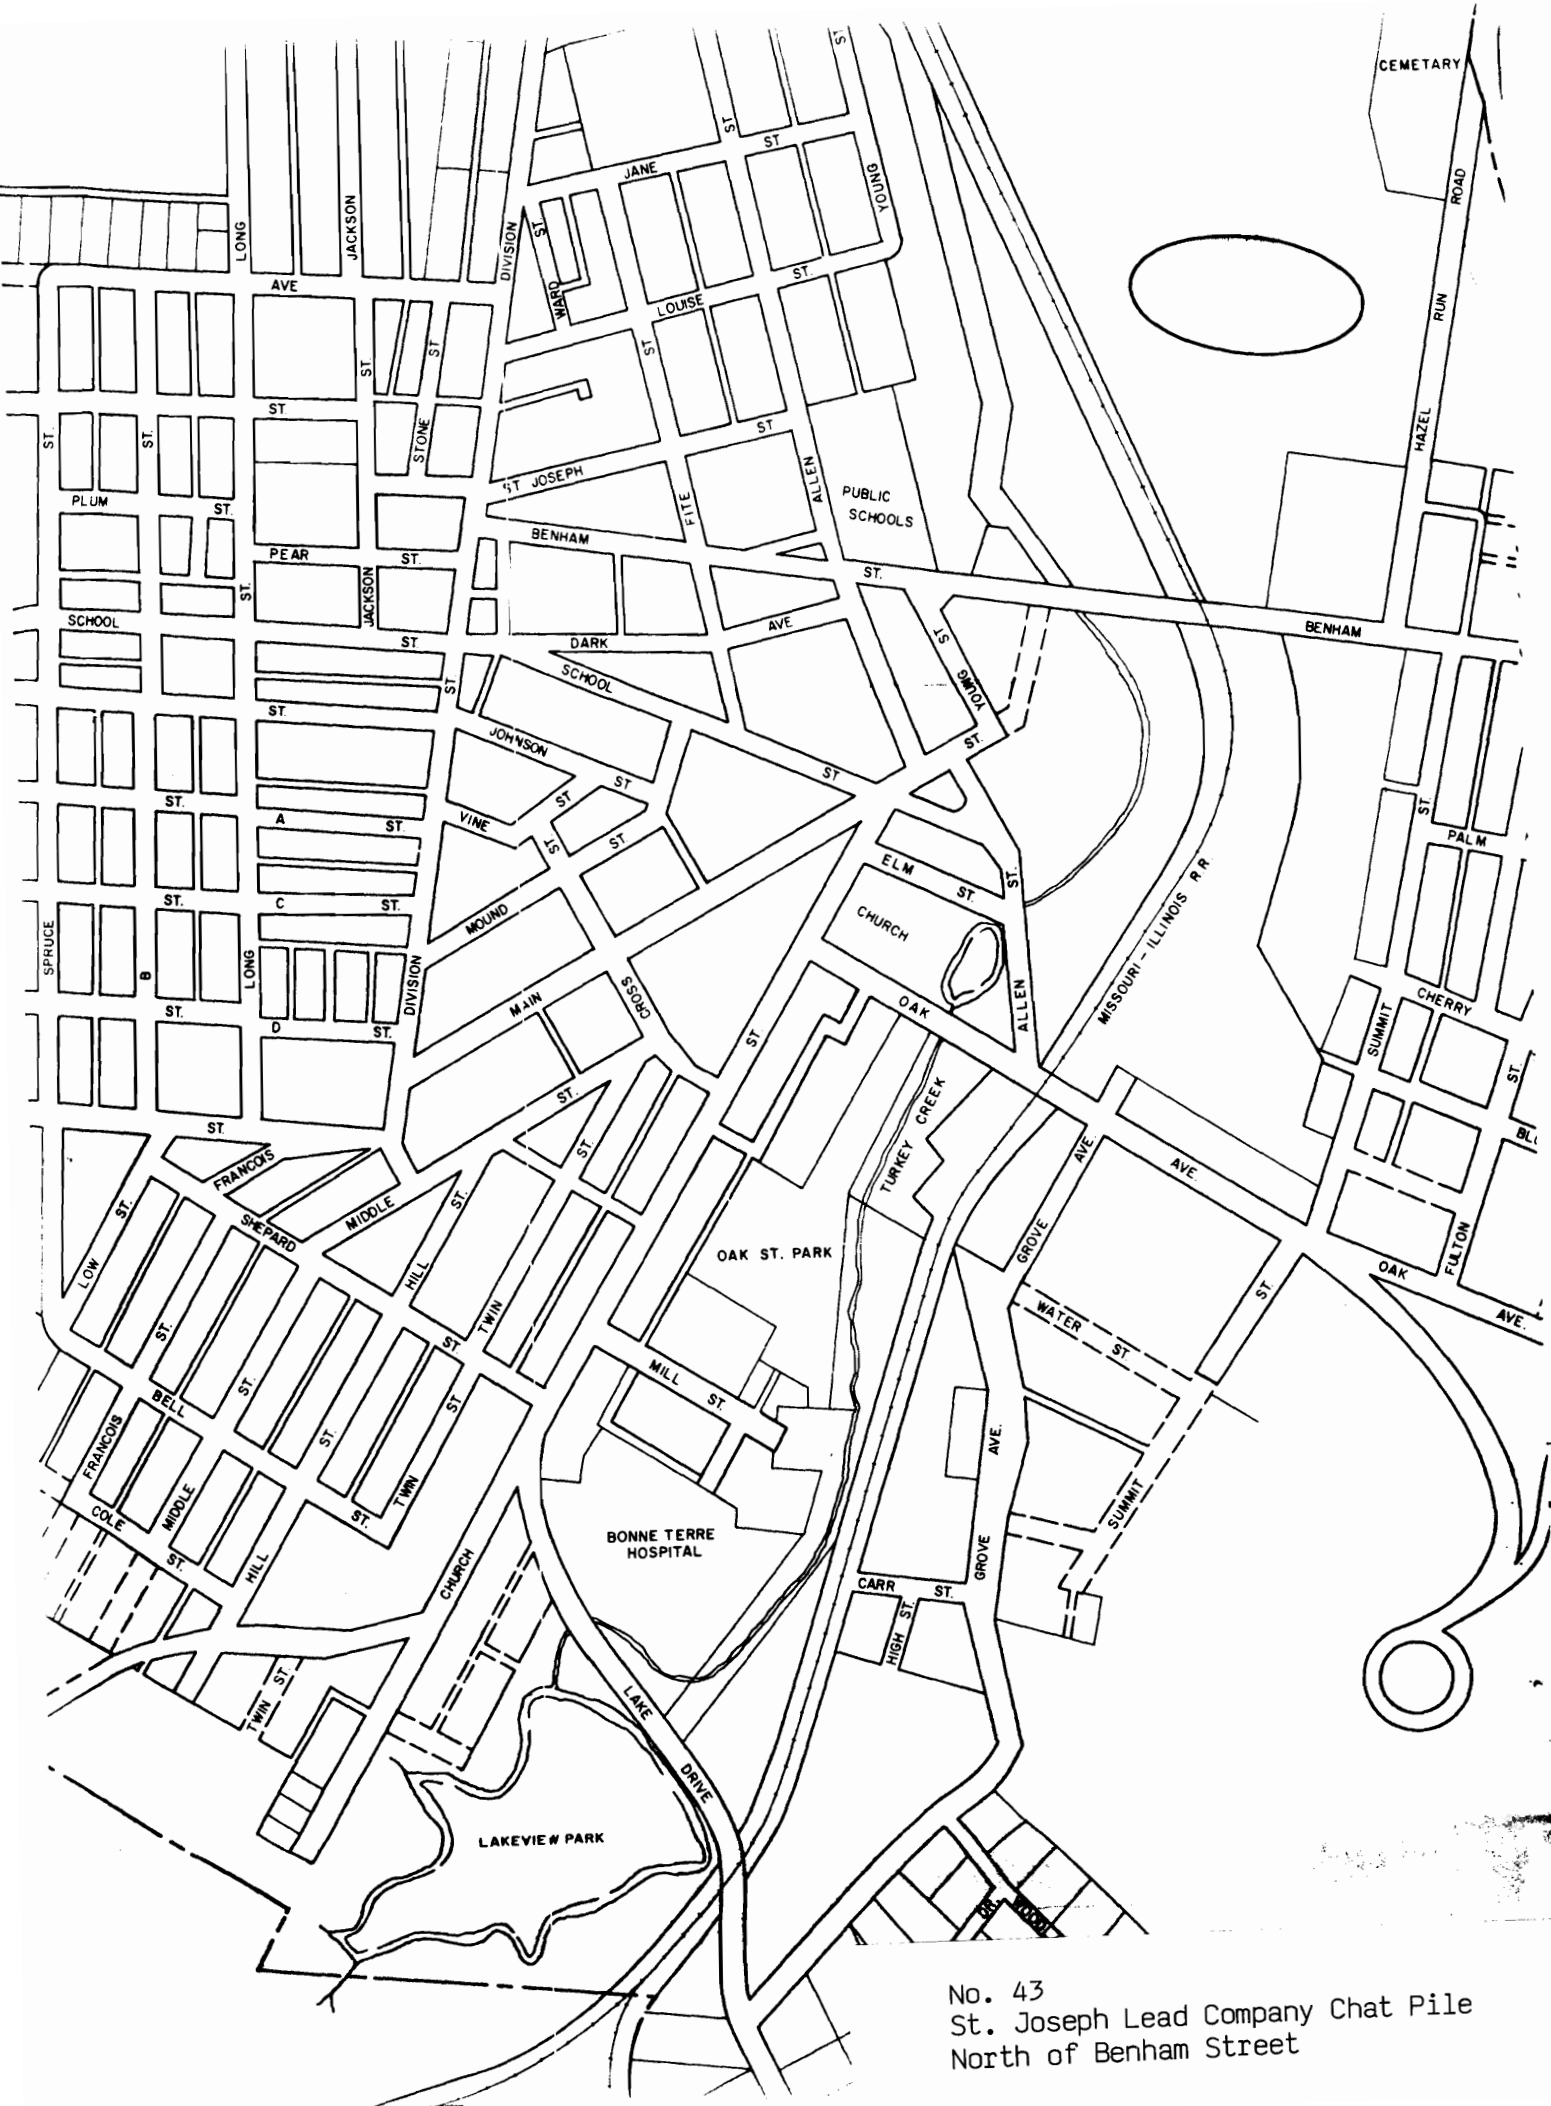 CEMETARY
ST
ST
ST
JANE
YOUNG
ROAD
LONG
JACKSON
DIVISION
ST.
WARD
AVE
ST.
LOUISE
RUN
ST
ST
ST.
ST.
HAZEL
ST.
ST.
STONE
ST
ALLEN
ST JOSEPH
PLUM
ST.
FITE
PUBLIC
SCHOOLS
BENHAM
PEAR
ST.
ST.
ST.
JACKSON
SCHOOL
ST
DARK
AVE
ST
BENHAM
SCHOOL
YOUNG
ST.
ST.
JOHNSON
ST.
ST
ST
ST
ST.
ST.
A
ST.
VINE
ST.
ST
PALM
ELM
ST.
ST.
MISSOURI-ILLINOIS RR
ST.
C
ST.
MOUND
CHURCH
SPRUCE
B
LONG
DIVISION
MAIN
CROSS
OAK
ALLEN
CHERRY
SUMMIT
ST.
D
ST.
ST.
ST.
ST.
ST.
TURKEY CREEK
FRANCOIS
ST.
AVE.
AVE.
LOW
ST.
SHEPARD
MIDDLE
ST.
HILL
OAK ST. PARK
GROVE
FULTON
OAK
AVE.
ST.
ST.
TWIN
ST.
WATER
ST.
BELL
ST.
ST.
ST
MILL
ST.
FRANCOIS
AVE.
MIDDLE
TWIN
ST.
SUMMIT
COLE
ST.
HILL
CHURCH
BONNE TERRE
HOSPITAL
GROVE
CARR
ST.
HIGH
ST.
TWIN
ST.
LAKE
DRIVE
LAKEVIEW PARK
DR.
No. 43
St. Joseph Lead Company Chat Pile
North of Benham Street